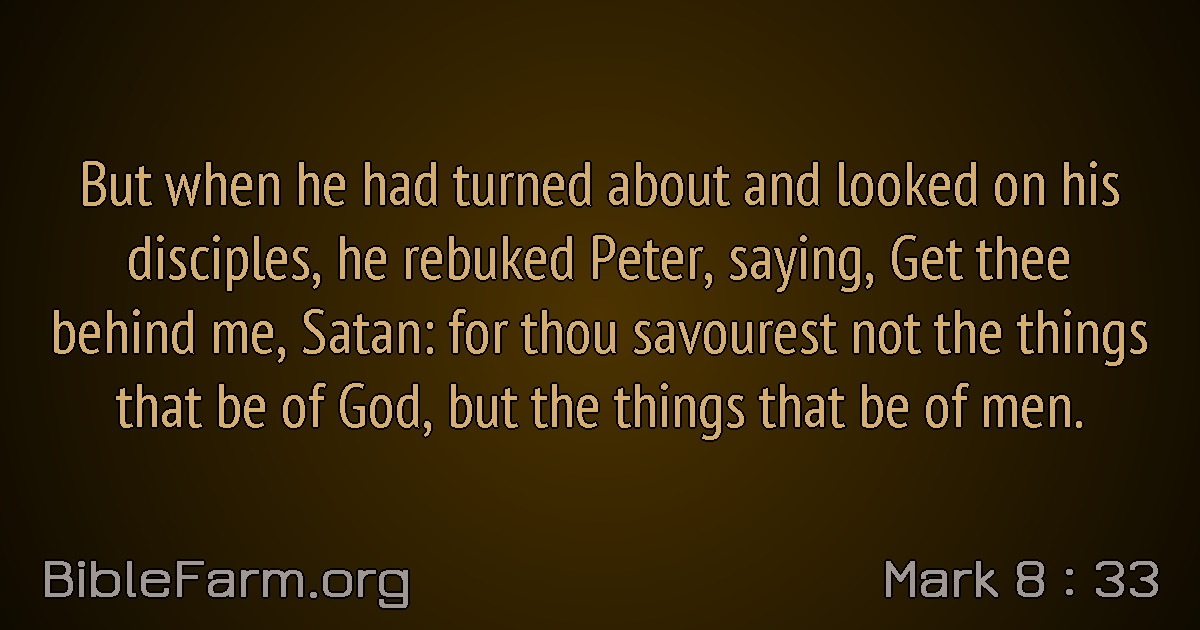 But when he had turned about and looked on his
disciples, he rebuked Peter, saying, Get thee
behind me, Satan: for thou savourest not the things
that be of God, but the things that be of men.
BibleFarm.org
Mark 8 : 33